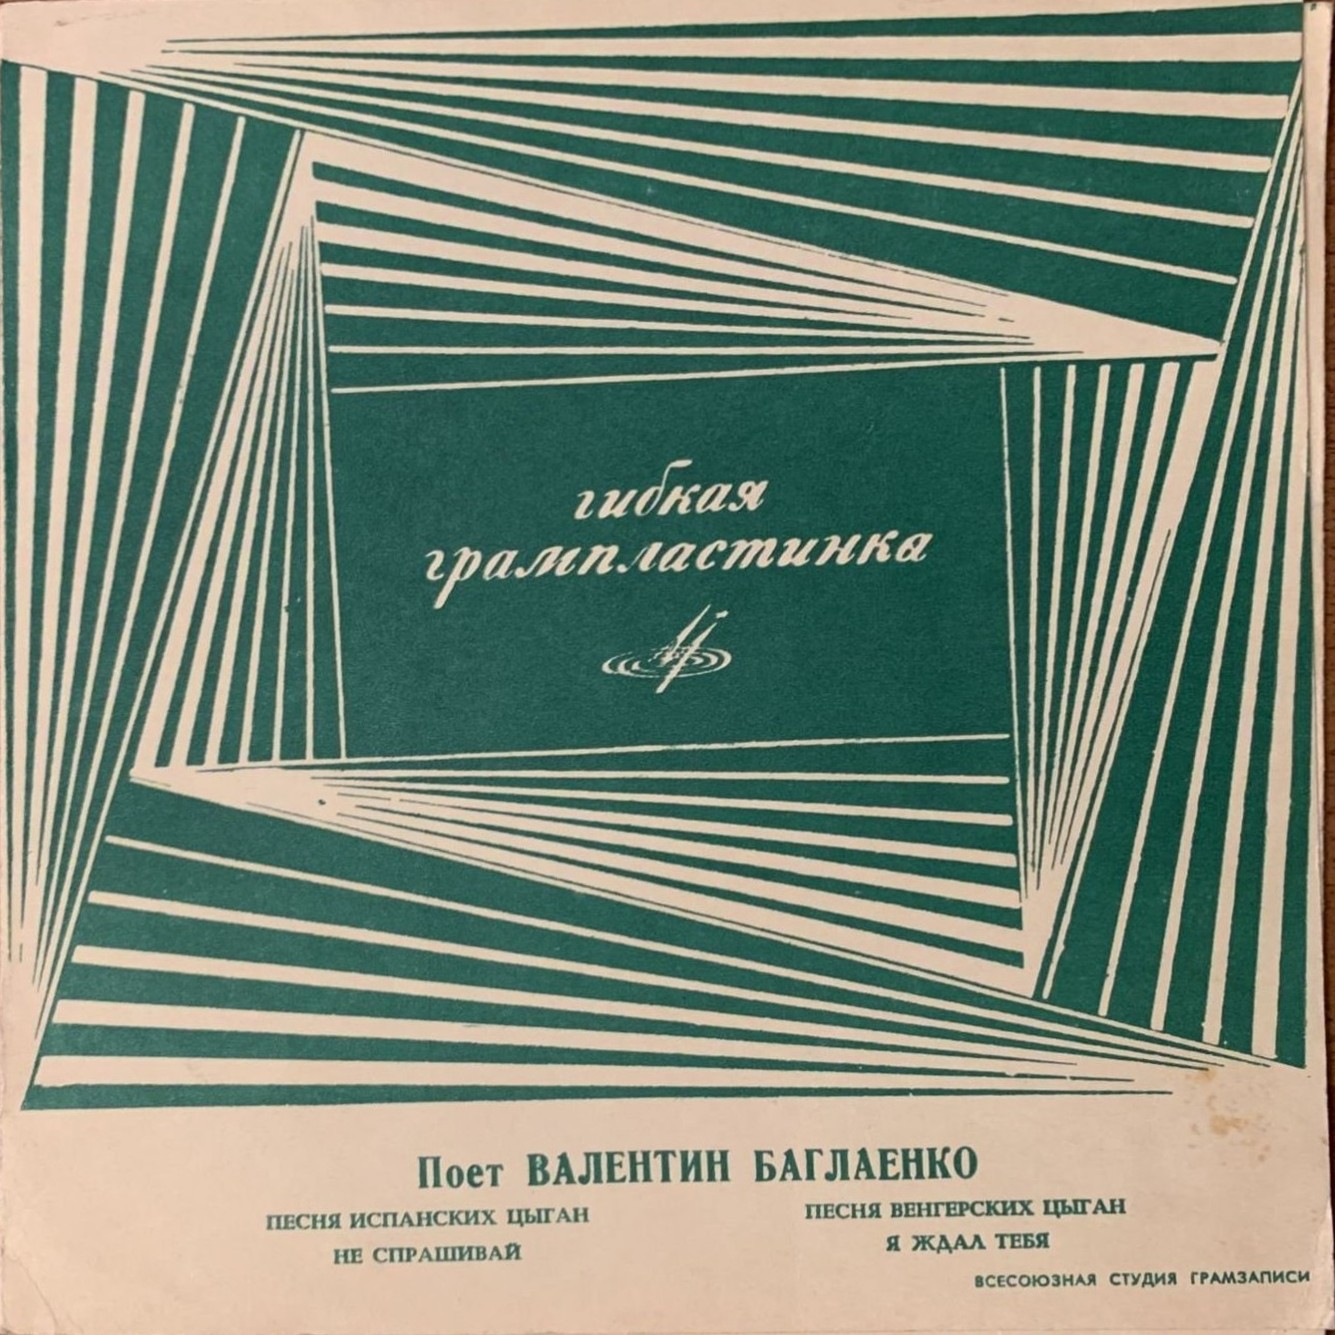 гибкая
грампластинка
Поет ВАЛЕНТИН БАГЛАЕНКО
ПЕСНЯ ИСПАНСКИХ ЦЫГАН
НЕ СПРАШИВАЙ
ПЕСНЯ ВЕНГЕРСКИХ ЦЫГАН
Я ЖДАЛ ТЕБЯ
ВСЕСОЮЗНАЯ СТУДИЯ ГРАМЗАПИСИ